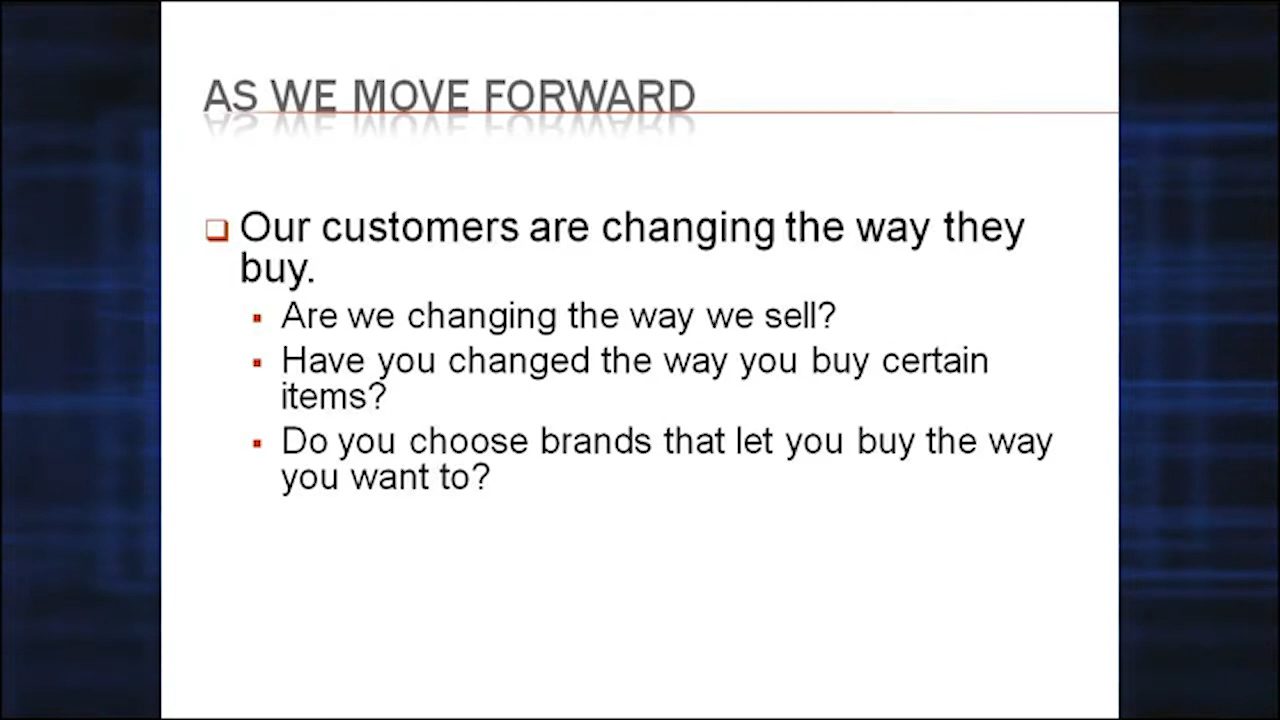 AS WE MOVE FORWARD
Our customers are changing the way they
buy.
Are we changing the way we sell?
Have you changed the way you buy certain
items?
Do you choose brands that let you buy the way
you want to?